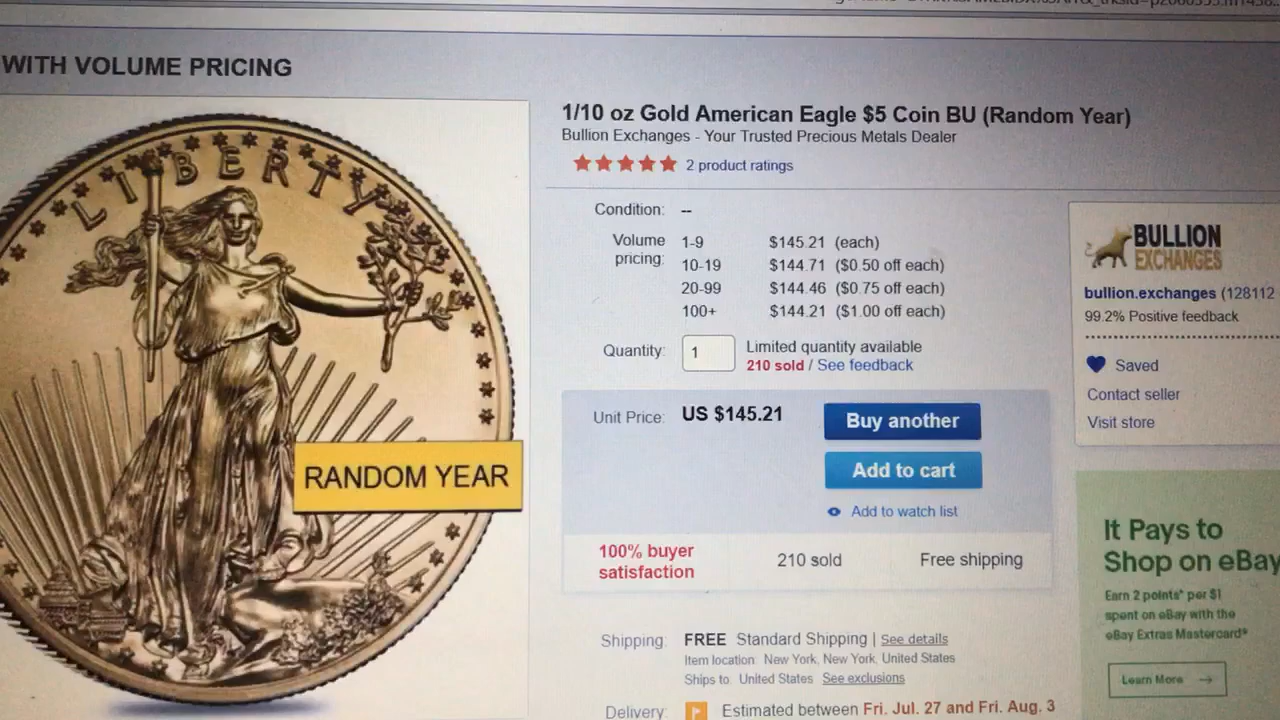 WITH VOLUME PRICING
LIBERTY
RANDOM YEAR
1/10 oz Gold American Eagle $5 Coin BU (Random Year)
Bullion Exchanges - Your Trusted Precious Metals Dealer
2 product ratings
Condition: --
Volume pricing:
1-9 $145.21 (each)
10-19 $144.71 ($0.50 off each)
20-99 $144.46 ($0.75 off each)
100+ $144.21 ($1.00 off each)
Quantity: 1 Limited quantity available
210 sold / See feedback
Unit Price: US $145.21 Buy another
Add to cart
Add to watch list
100% buyer
satisfaction
210 sold
Free shipping
Shipping: FREE Standard Shipping | See details
Item location: New York, New York, United States
Ships to: United States See exclusions
Delivery: Estimated between Fri. Jul. 27 and Fri. Aug. 3
BULLION
EXCHANGES
bullion.exchanges (128112
99.2% Positive feedback
Saved
Contact seller
Visit store
It Pays to
Shop on eBay
Earn 2 points* per $1
spent on eBay with the
eBay Extras Mastercard®
Learn More →